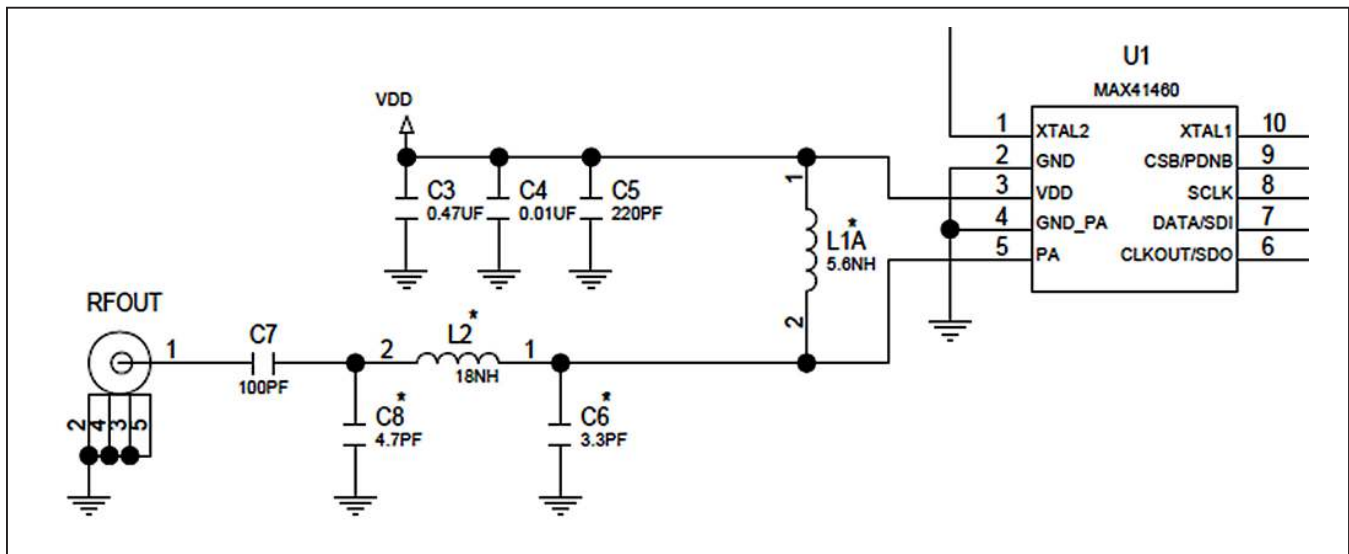 U1
MAX41460
VDD
1 XTAL2 XTAL1 10
2 GND CSB/PDNB 9
3 VDD SCLK 8
4 GND_PA DATA/SDI 7
5 PA CLKOUT/SDO 6
C3
0.47UF
C4
0.01UF
C5
220PF
1
L1A*
5.6NH
2
RFOUT
1
C7
100PF
2
L2*
18NH
1
C8*
4.7PF
C6*
3.3PF
2
4
3
5